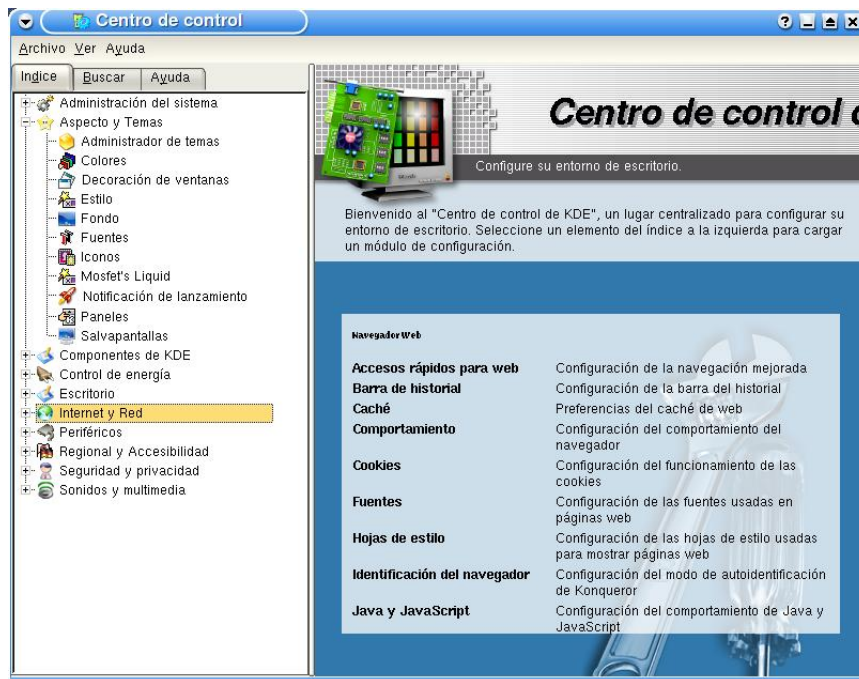 Centro de control
Archivo Ver Ayuda
Indice Buscar Ayuda
Administración del sistema
Aspecto y Temas
Administrador de temas
Colores
Decoración de ventanas
Estilo
Fondo
Fuentes
Iconos
Mosfet's Liquid
Notificación de lanzamiento
Paneles
Salvapantallas
Componentes de KDE
Control de energía
Escritorio
Internet y Red
Periféricos
Regional y Accesibilidad
Seguridad y privacidad
Sonidos y multimedia
Centro de control
Configure su entorno de escritorio.
Bienvenido al "Centro de control de KDE", un lugar centralizado para configurar su
entorno de escritorio. Seleccione un elemento del índice a la izquierda para cargar
un módulo de configuración.
Navegador Web
Accesos rápidos para web Configuración de la navegación mejorada
Barra de historial Configuración de la barra del historial
Caché Preferencias del caché de web
Comportamiento Configuración del comportamiento del
navegador
Cookies Configuración del funcionamiento de las
cookies
Fuentes Configuración de las fuentes usadas en
páginas web
Hojas de estilo Configuración de las hojas de estilo usadas
para mostrar páginas web
Identificación del navegador Configuración del modo de autoidentificación
de Konqueror
Java y JavaScript Configuración del comportamiento de Java y
JavaScript